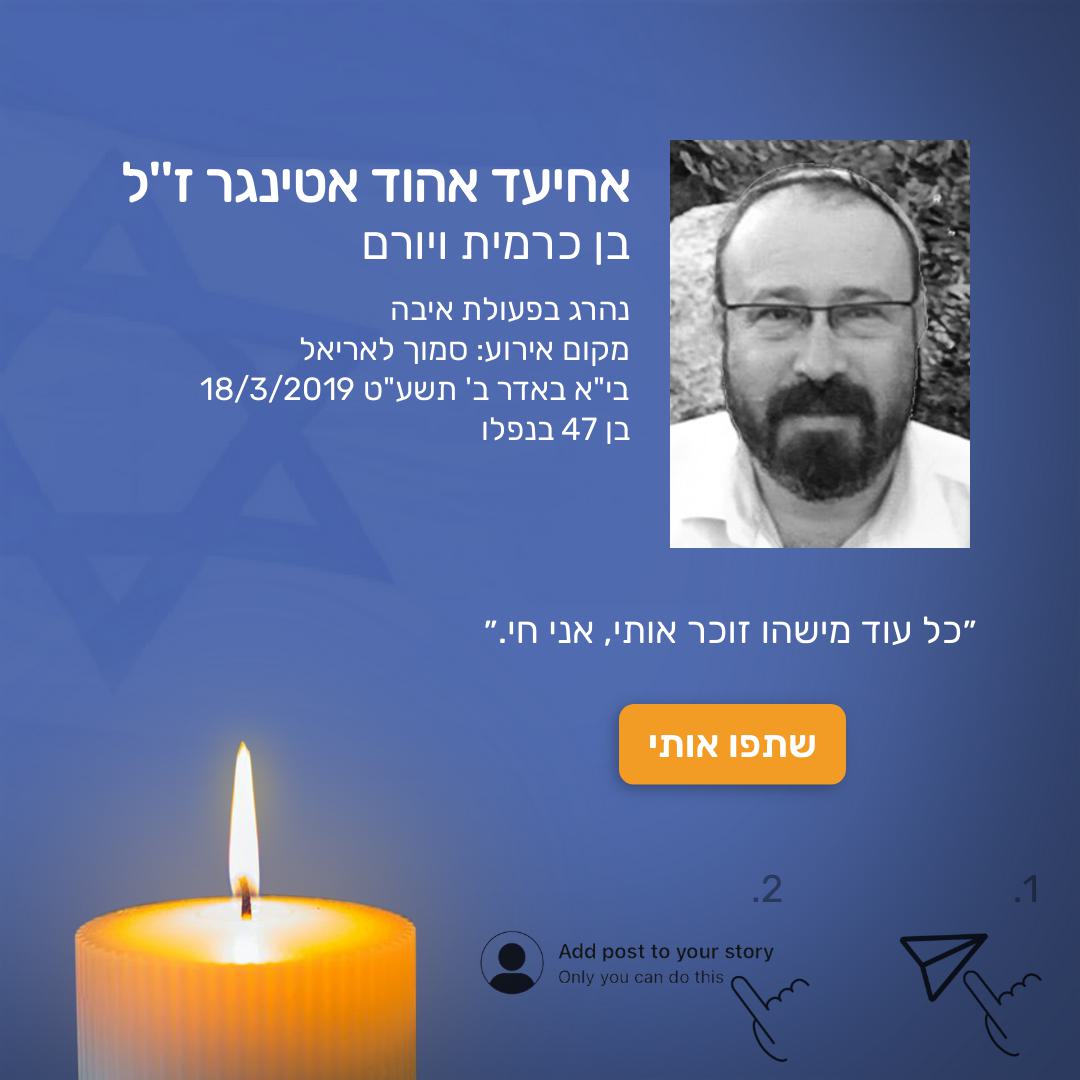 אחיעד אהוד אטינגר ז"ל
בן כרמית ויורם
נהרג בפעולת איבה
מקום אירוע: סמוך לאריאל
בי"א באדר ב' תשע"ט 18/3/2019
בן 47 בנפלו
״כל עוד מישהו זוכר אותי, אני חי.״
שתפו אותי
.1
.2
Add post to your story
Only you can do this